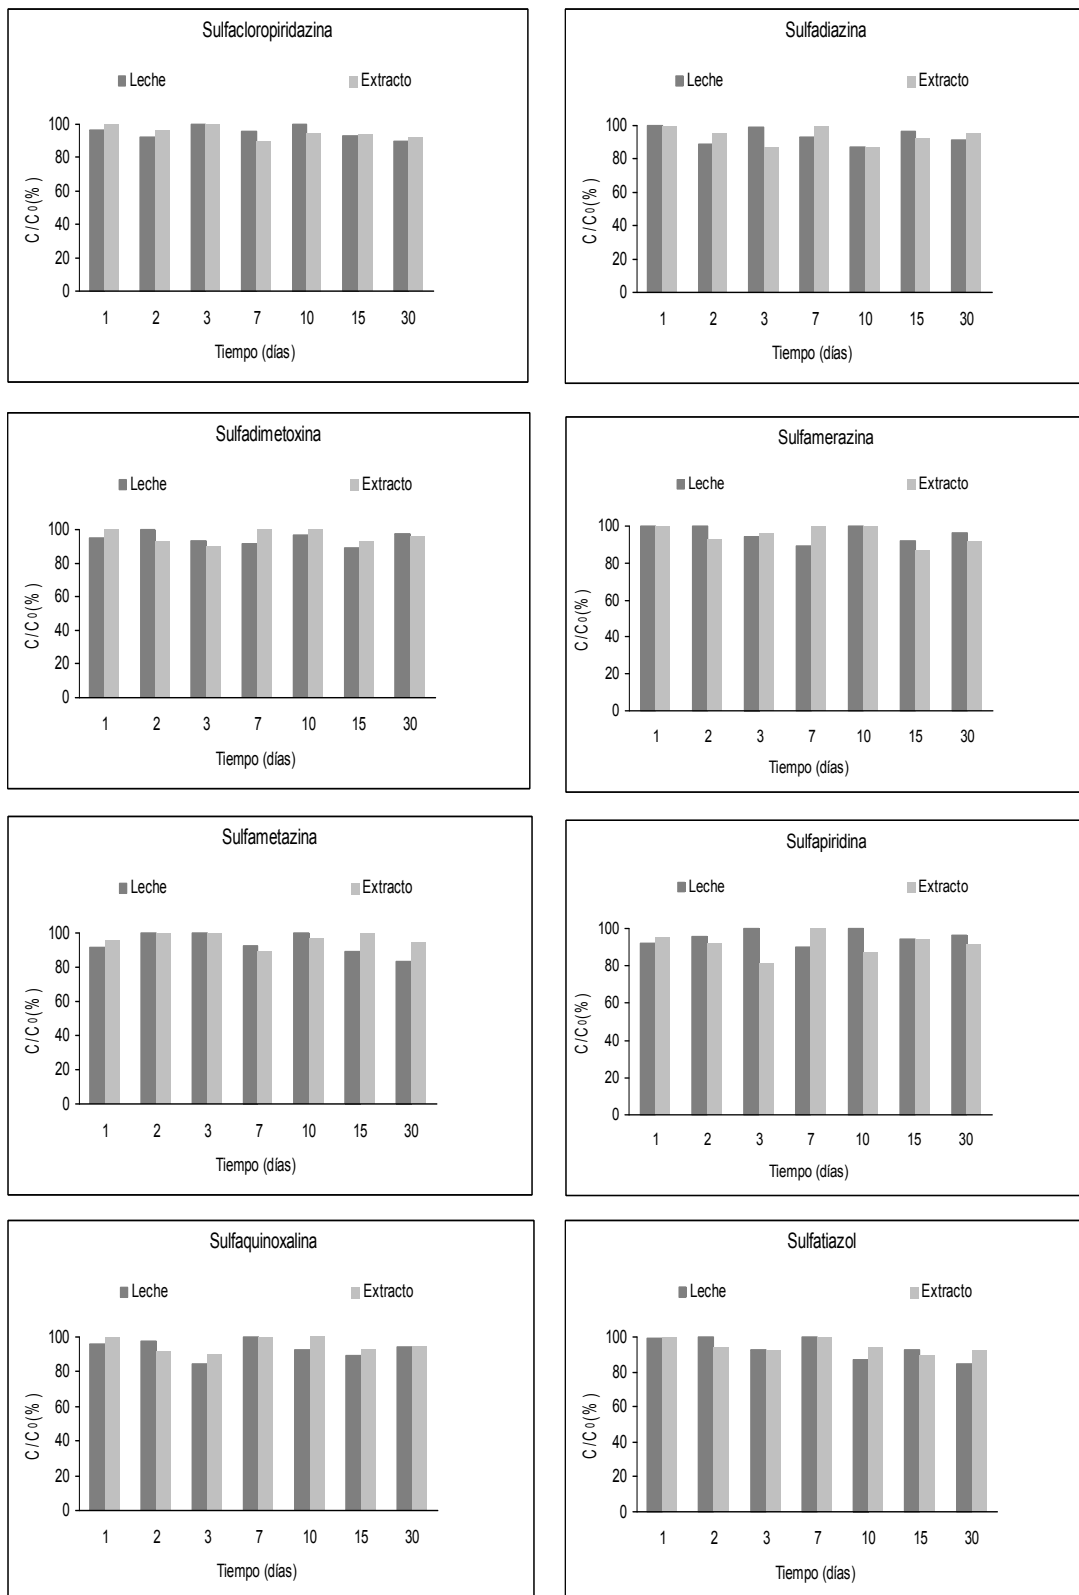 Sulfacloropiridazina
Leche
Extracto
C/C0(%)
100
80
60
40
20
0
1 2 3 7 10 15 30
Tiempo (días)
Sulfadiazina
Leche
Extracto
C/C0(%)
100
80
60
40
20
0
1 2 3 7 10 15 30
Tiempo (días)
Sulfadimetoxina
Leche
Extracto
C/C0(%)
100
80
60
40
20
0
1 2 3 7 10 15 30
Tiempo (días)
Sulfamerazina
Leche
Extracto
C/C0(%)
100
80
60
40
20
0
1 2 3 7 10 15 30
Tiempo (días)
Sulfametazina
Leche
Extracto
C/C0(%)
100
80
60
40
20
0
1 2 3 7 10 15 30
Tiempo (días)
Sulfapiridina
Leche
Extracto
C/C0(%)
100
80
60
40
20
0
1 2 3 7 10 15 30
Tiempo (días)
Sulfaquinoxalina
Leche
Extracto
C/C0(%)
100
80
60
40
20
0
1 2 3 7 10 15 30
Tiempo (días)
Sulfatiazol
Leche
Extracto
C/C0(%)
100
80
60
40
20
0
1 2 3 7 10 15 30
Tiempo (días)